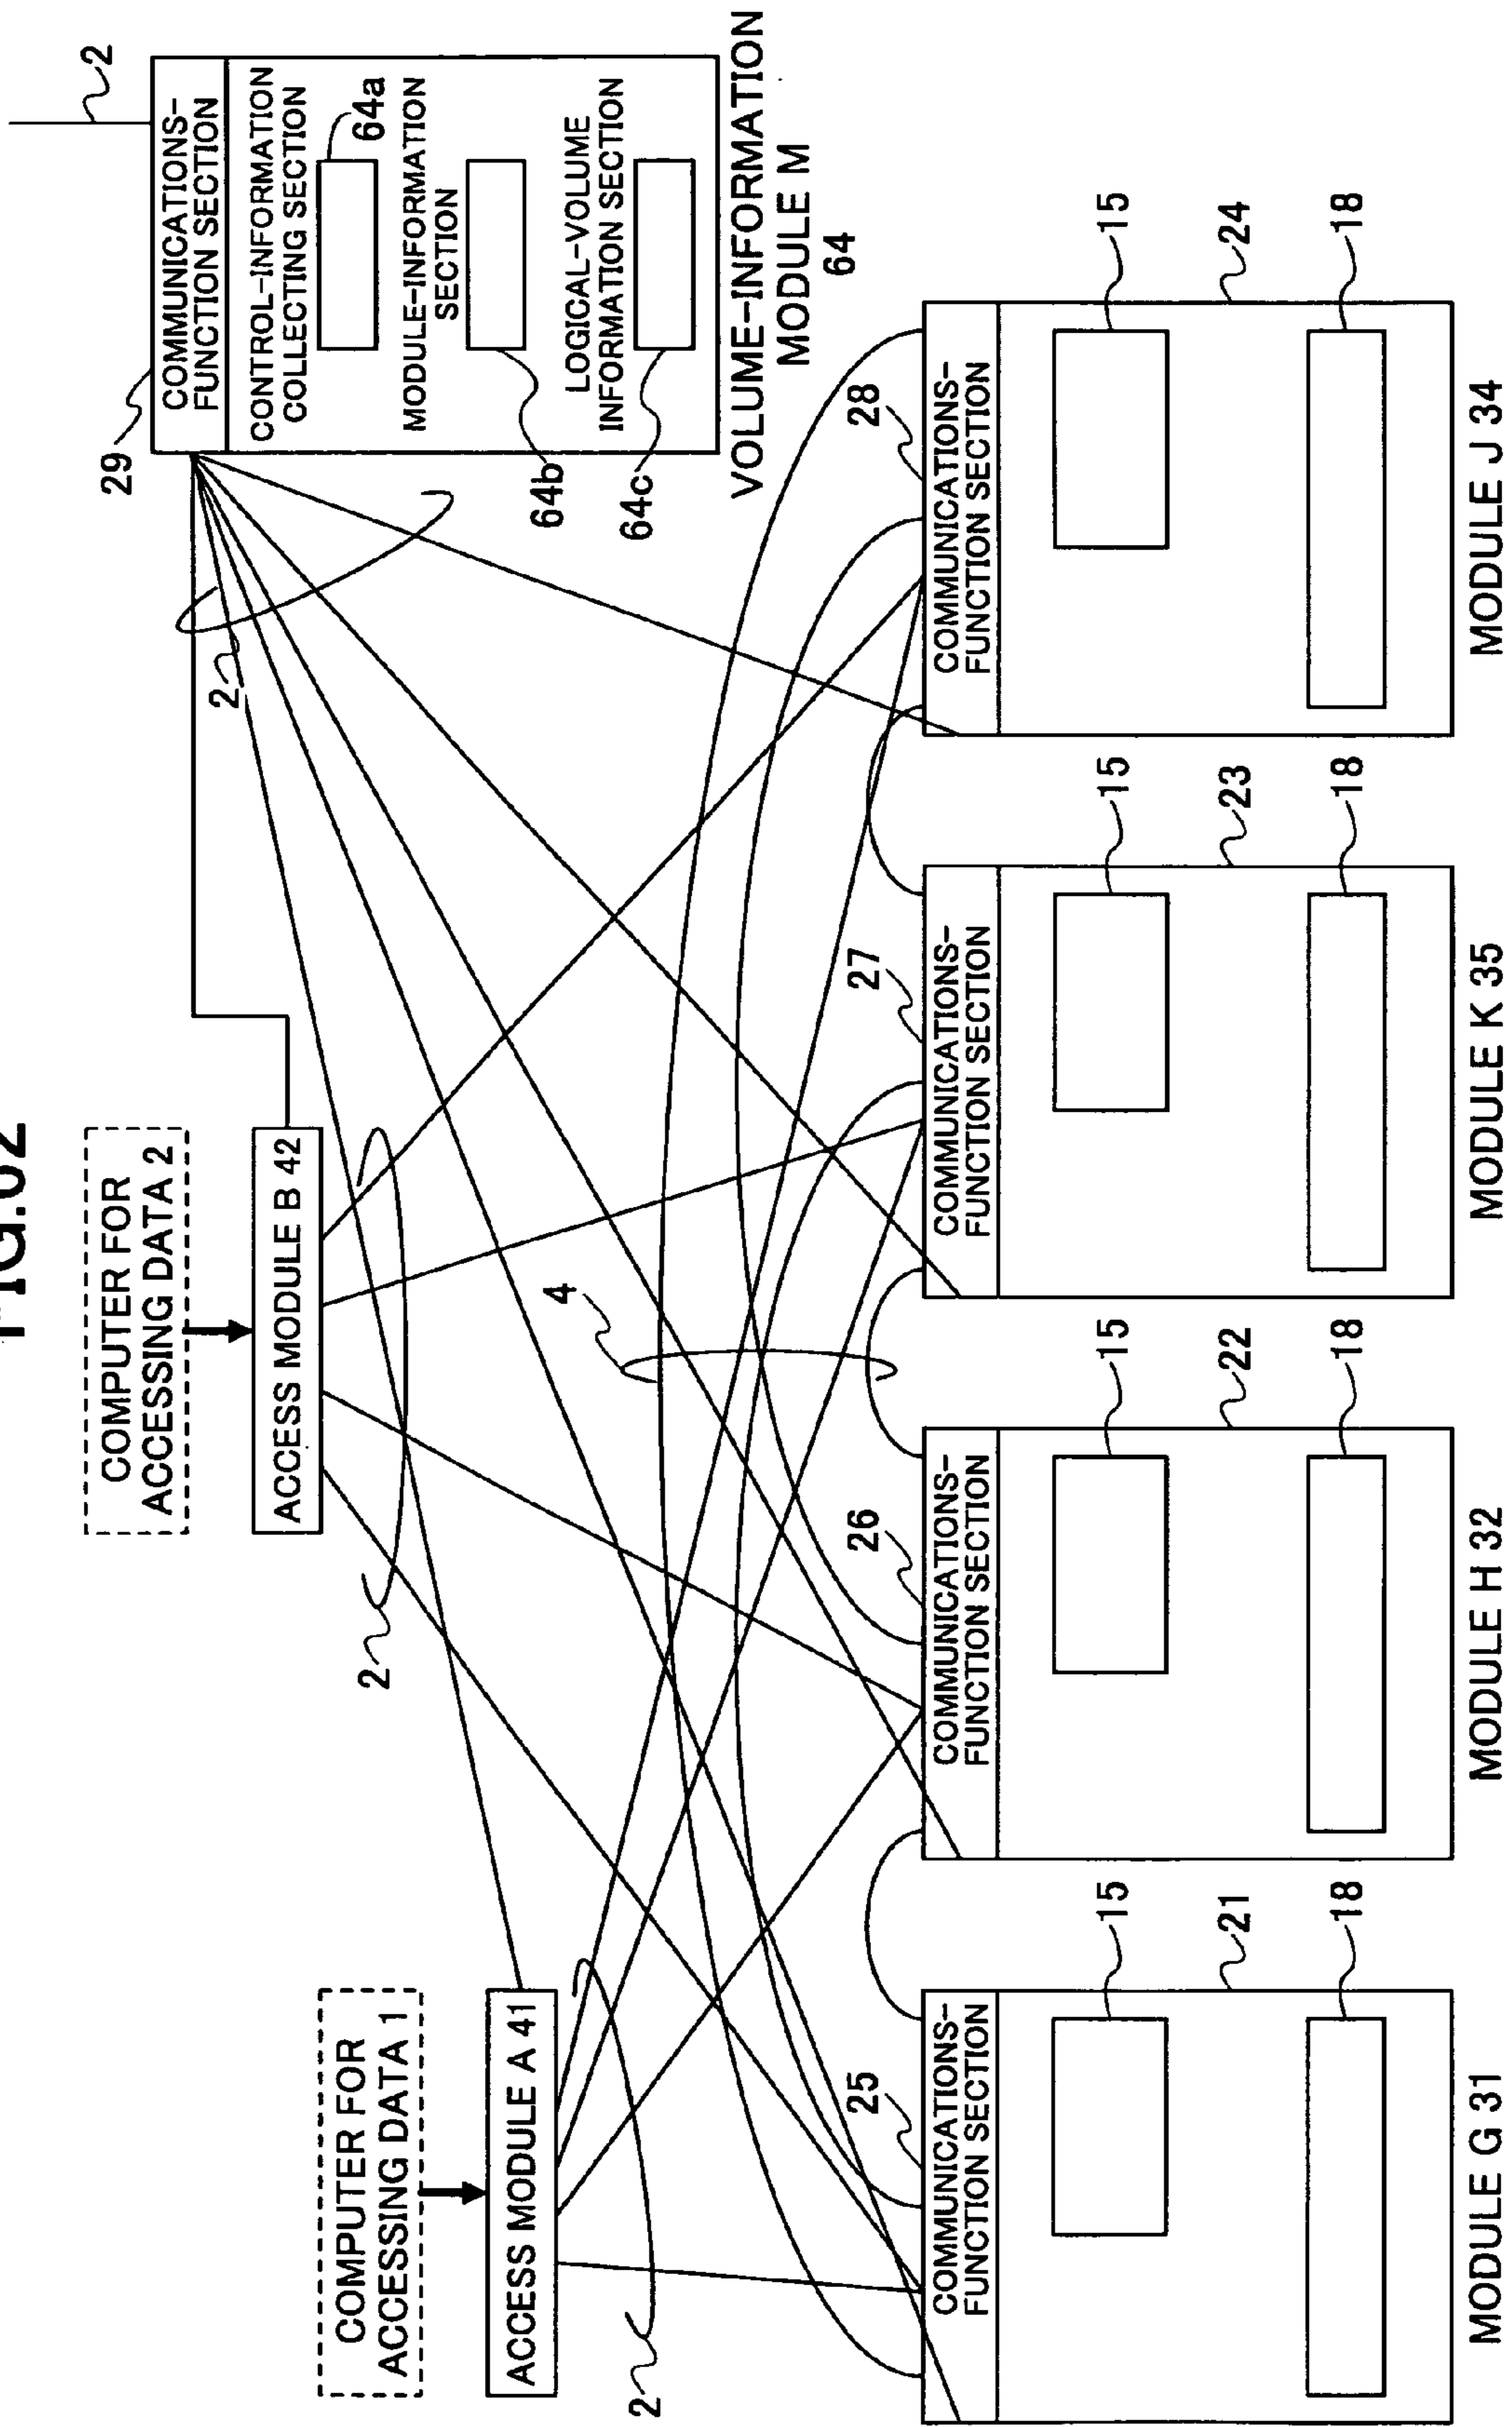 FIG.
2
29
COMMUNICATIONS-
FUNCTION SECTION
CONTROL-INFORMATION
COLLECTING SECTION
64a
MODULE-INFORMATION
SECTION
64b
LOGICAL-VOLUME
INFORMATION SECTION
64c
VOLUME-INFORMATION
MODULE M
64
COMPUTER FOR
ACCESSING DATA 2
ACCESS MODULE B 42
2
2
COMPUTER FOR
ACCESSING DATA 1
ACCESS MODULE A 41
2
4
25
COMMUNICATIONS-
FUNCTION SECTION
15
21
18
MODULE G 31
26
COMMUNICATIONS-
FUNCTION SECTION
15
22
18
MODULE H 32
27
COMMUNICATIONS-
FUNCTION SECTION
15
23
18
MODULE K 35
28
COMMUNICATIONS-
FUNCTION SECTION
15
24
18
MODULE J 34